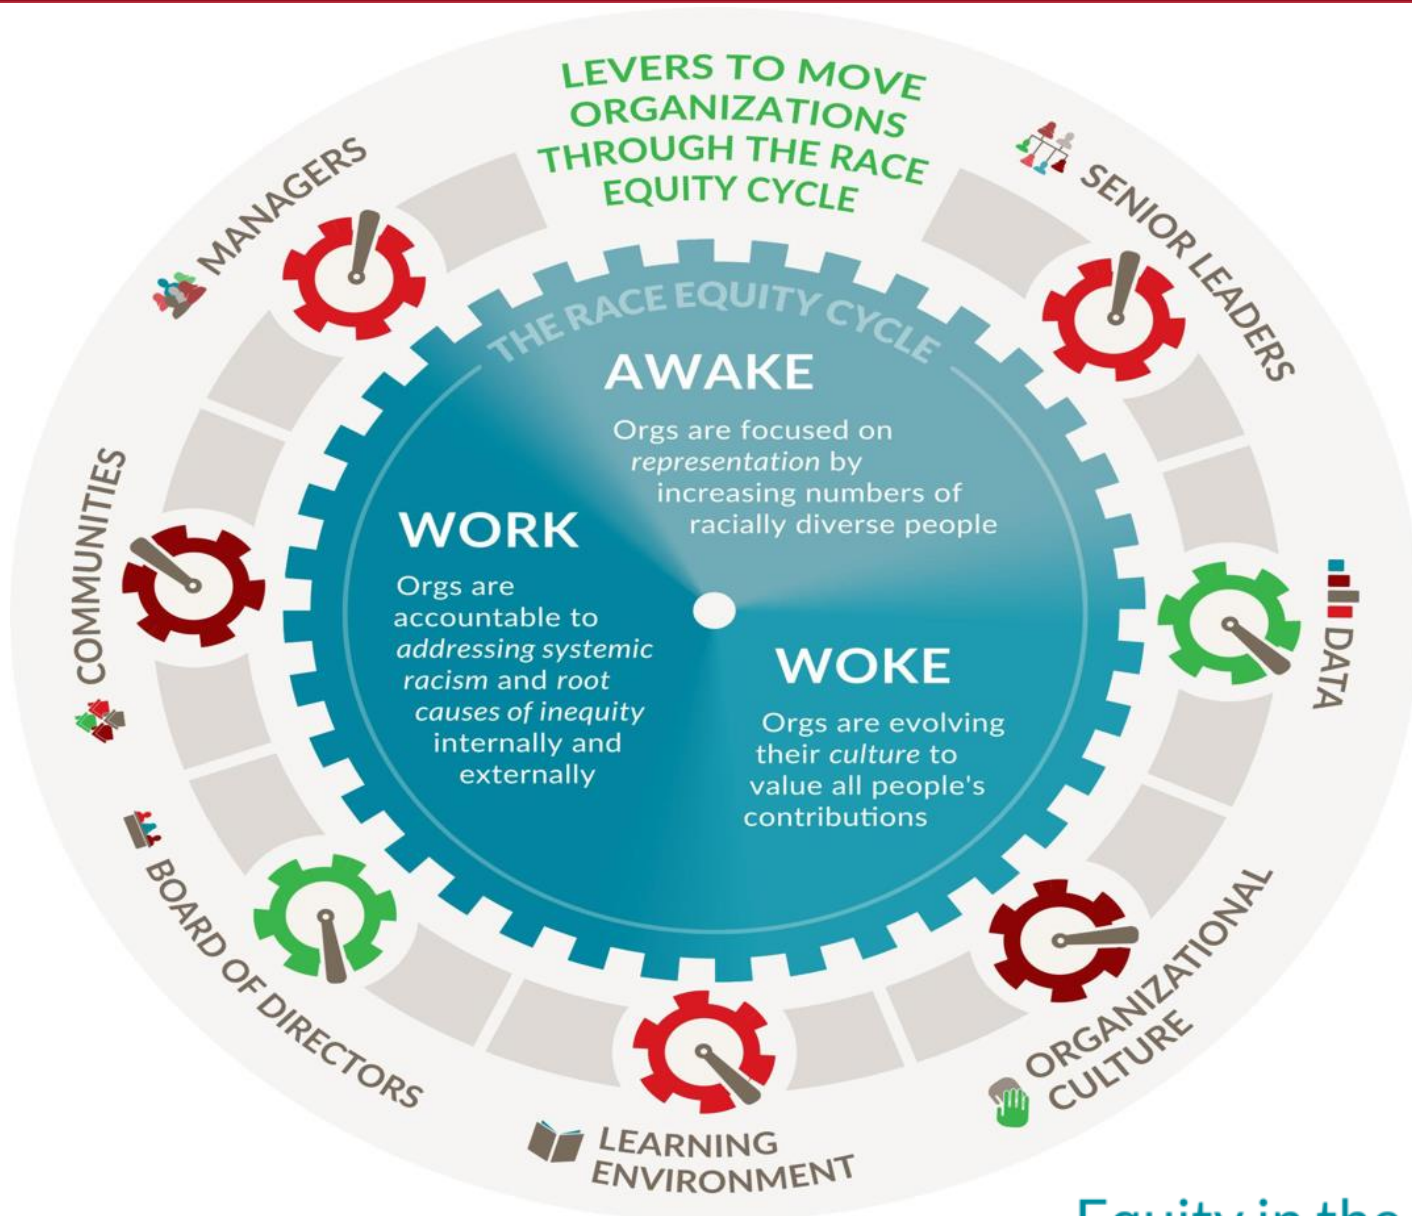 LEVERS TO MOVE
ORGANIZATIONS
THROUGH THE RACE
EQUITY CYCLE
SENIOR LEADERS
DATA
ORGANIZATIONAL
CULTURE
LEARNING
ENVIRONMENT
BOARD OF DIRECTORS
COMMUNITIES
MANAGERS
THE RACE EQUITY CYCLE
AWAKE
Orgs are focused on
representation by
increasing numbers of
racially diverse people
WOKE
Orgs are evolving
their culture to
value all people's
contributions
WORK
Orgs are
accountable to
addressing systemic
racism and root
causes of inequity
internally and
externally
Equity in the